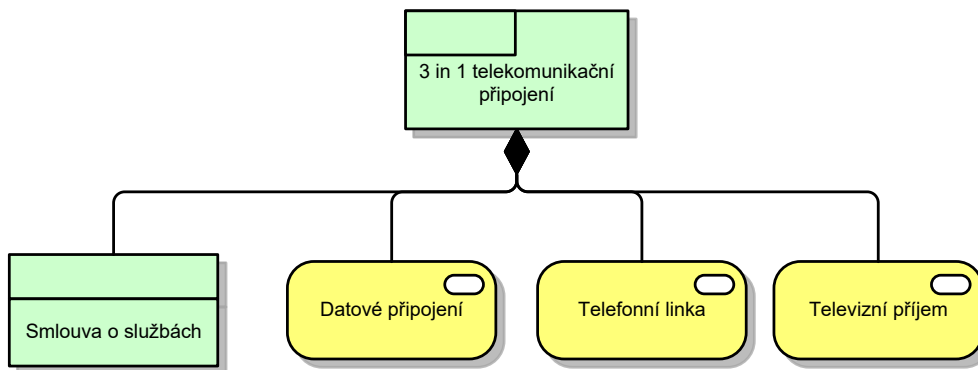 3 in 1 telekomunikační
připojení
Smlouva o službách
Datové připojení
Telefonní linka
Televizní příjem